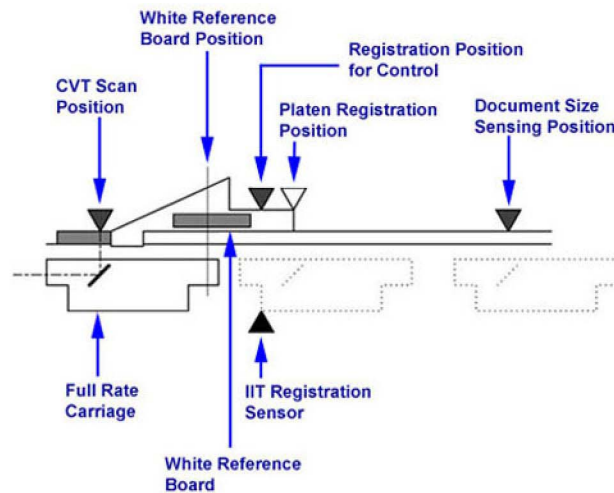 White Reference
Board Position
Registration Position
for Control
CVT Scan
Position
Platen Registration
Position
Document Size
Sensing Position
Full Rate
Carriage
IIT Registration
Sensor
White Reference
Board